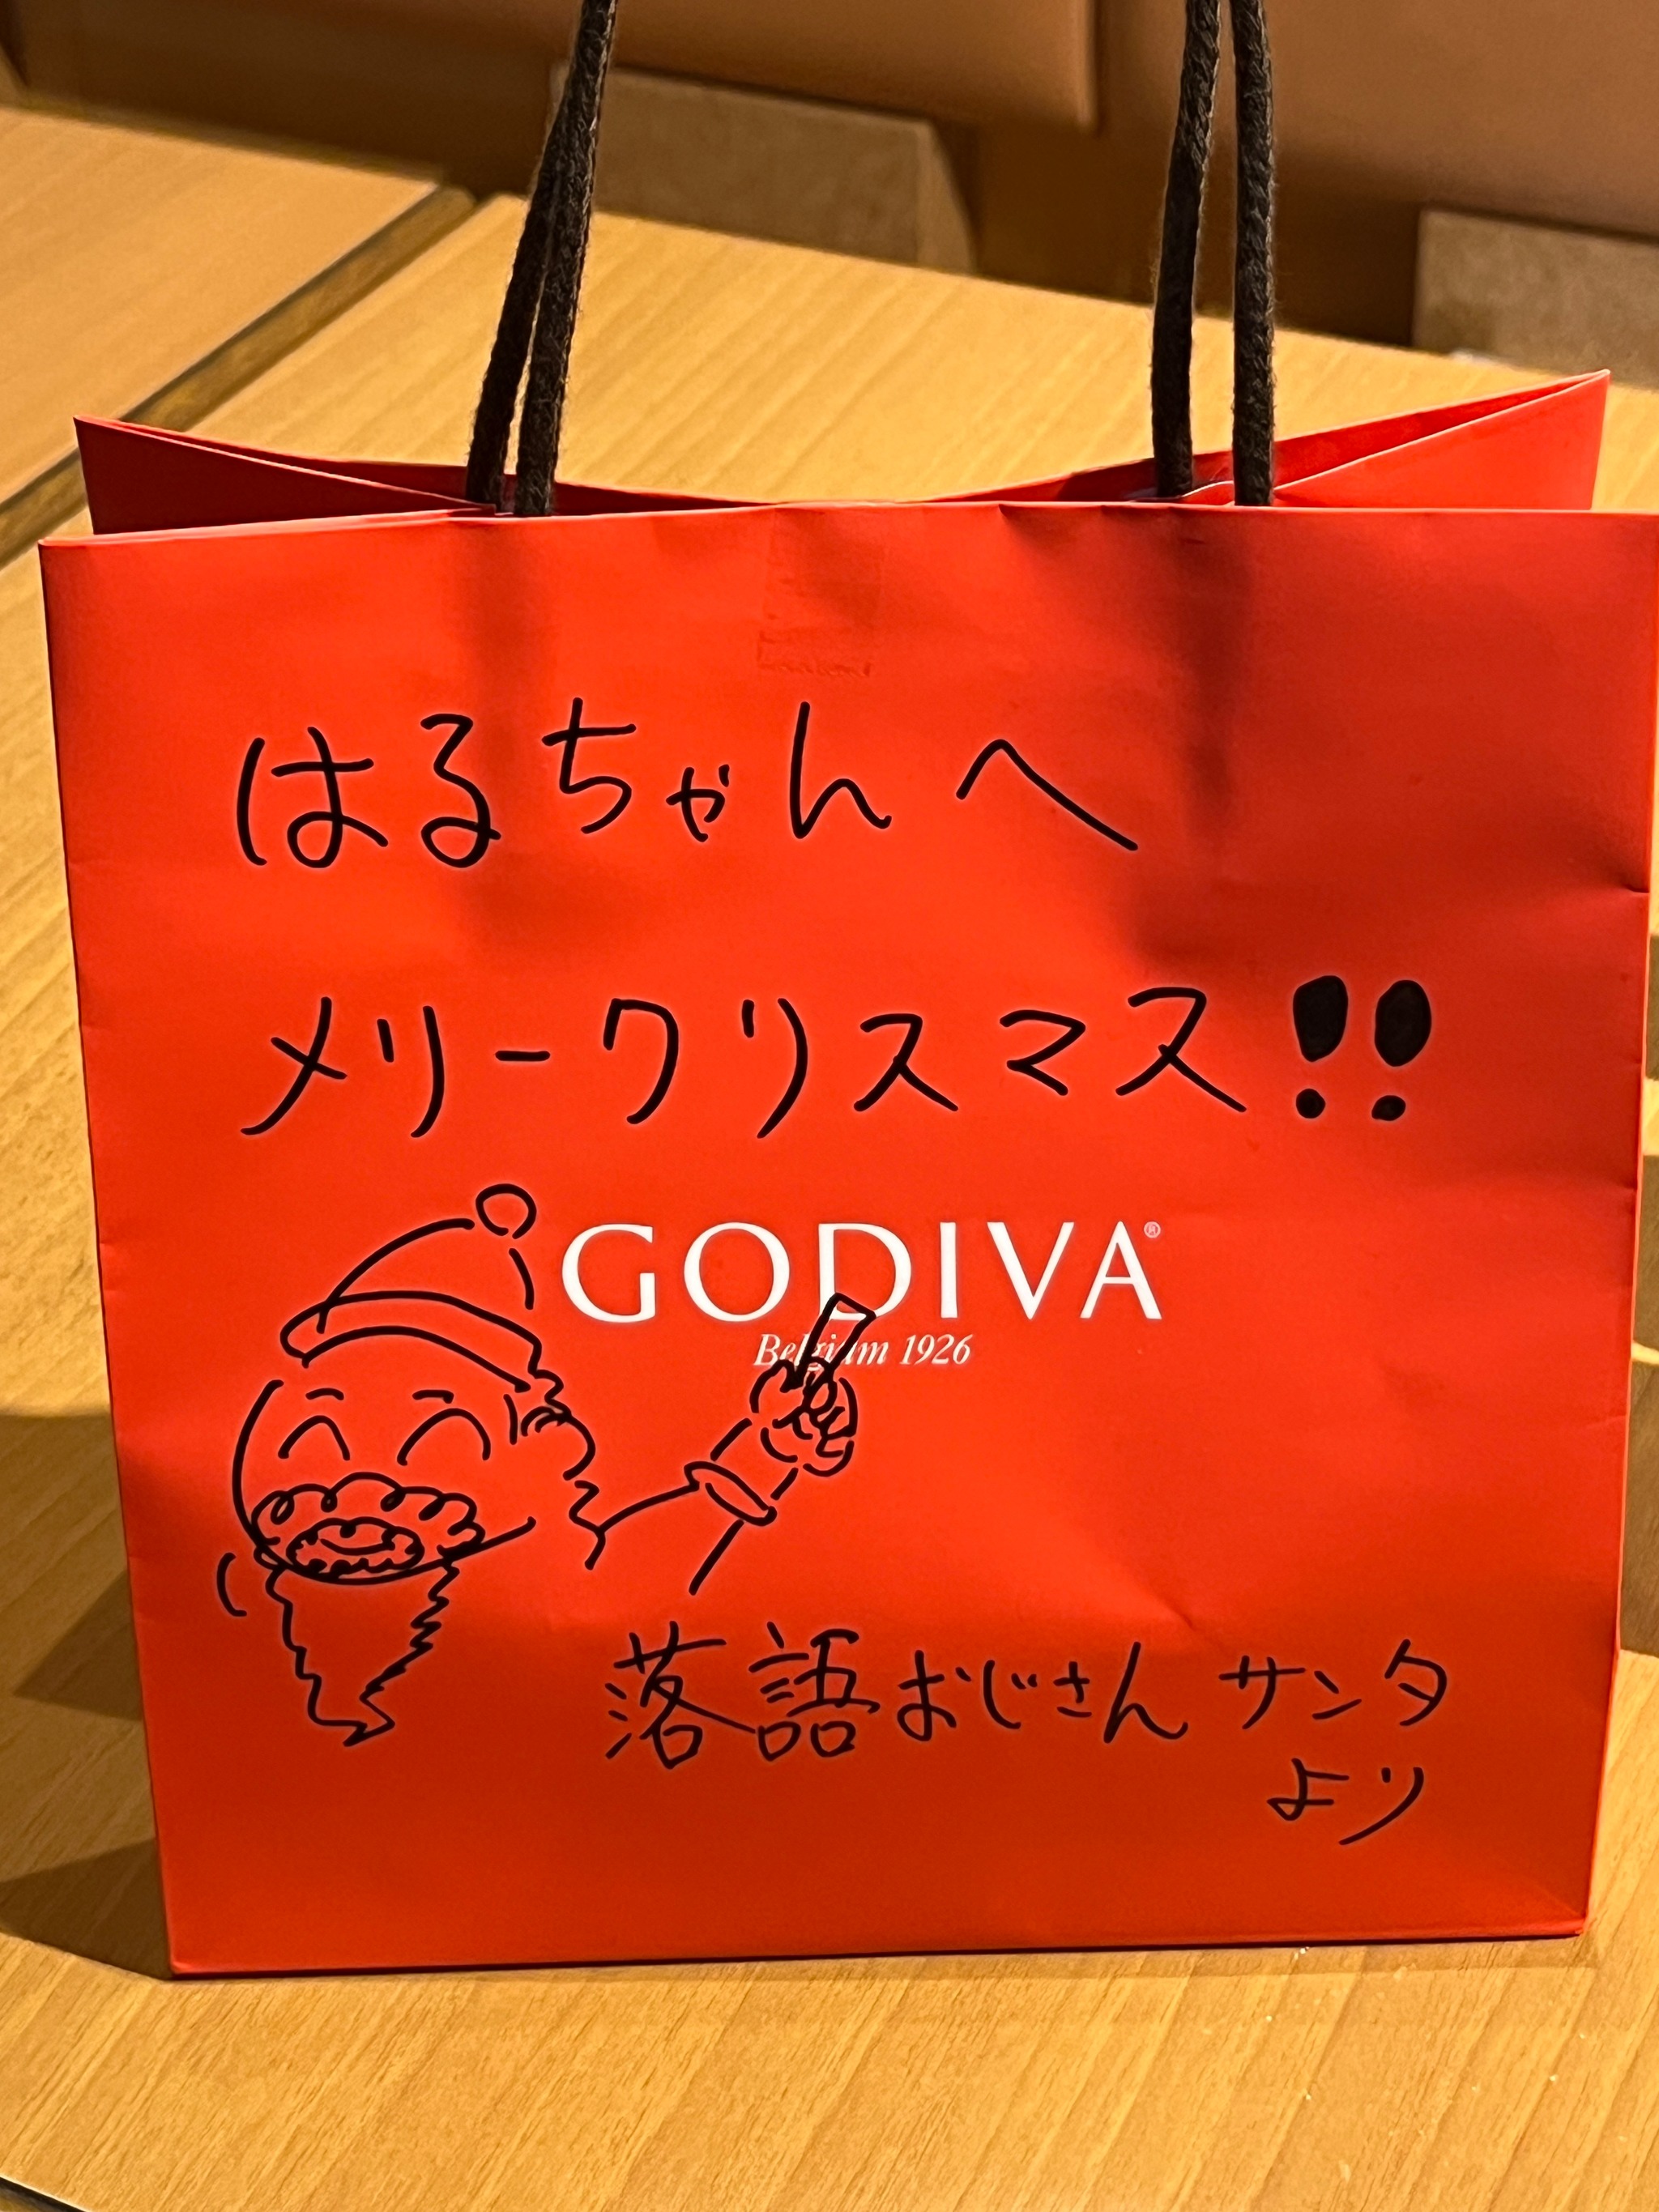 はるちゃんへ
メリークリスマス!!
GODIVA®
Belgium 1926
落語おじさんサンタ
より